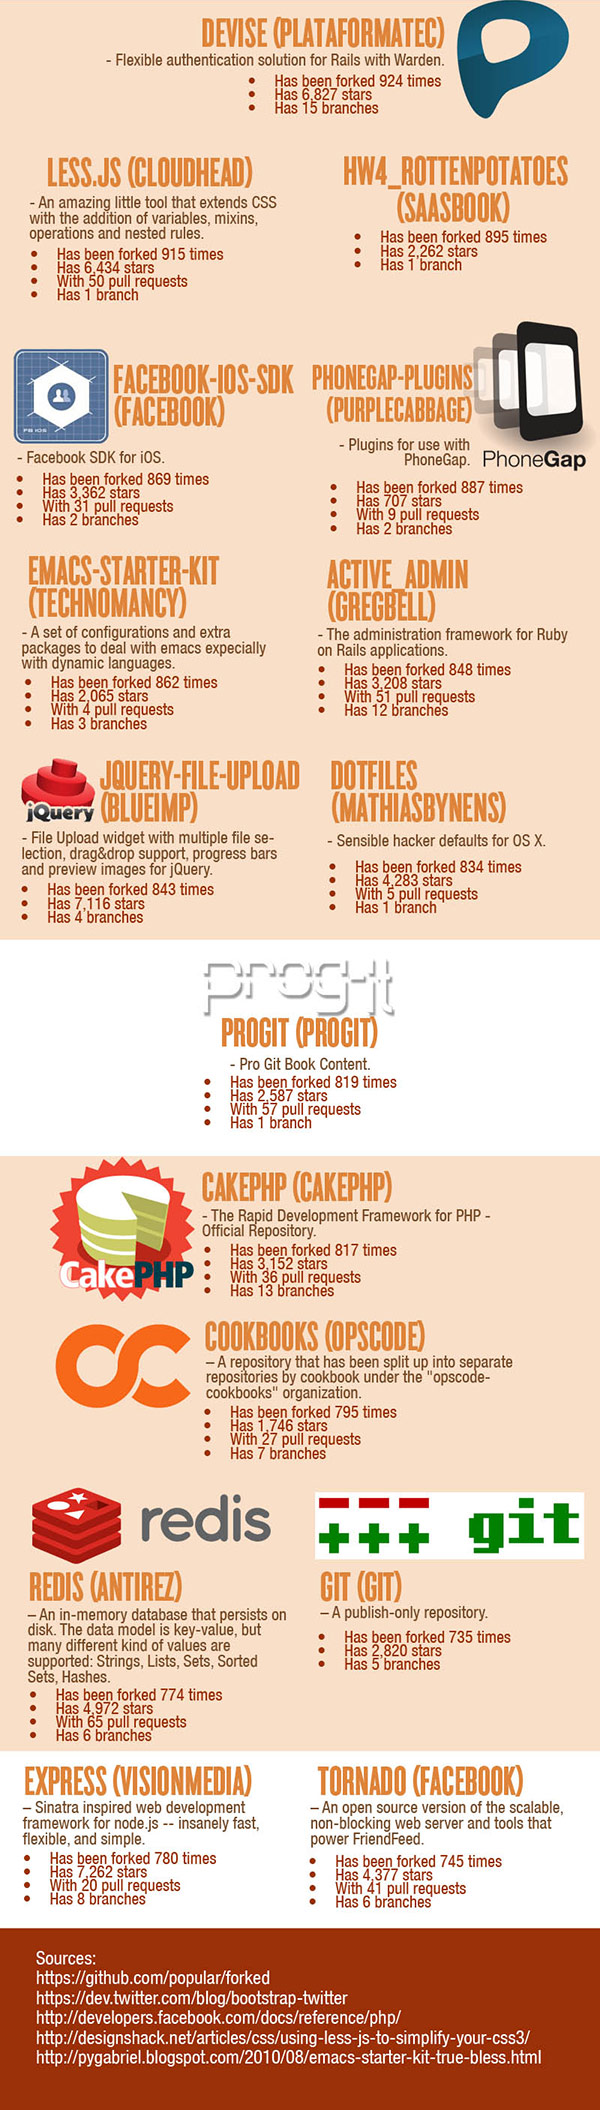 DEVISE (PLATAFORMATEC)
- Flexible authentication solution for Rails with Warden.
• Has been forked 924 times
• Has 6,827 stars
• Has 15 branches
LESS.JS (CLOUDHEAD)
- An amazing little tool that extends CSS
with the addition of variables, mixins,
operations and nested rules.
• Has been forked 915 times
• Has 6,434 stars
• With 50 pull requests
• Has 1 branch
HW4_ROTTENPOTATOES
(SAASBOOK)
• Has been forked 895 times
• Has 2,262 stars
• Has 1 branch
FB IOS
FACEBOOK-IOS-SDK
(FACEBOOK)
- Facebook SDK for iOS.
• Has been forked 869 times
• Has 3,362 stars
• With 31 pull requests
• Has 2 branches
PHONEGAP-PLUGINS
(PURPLECABBAGE)
- Plugins for use with
PhoneGap.
PhoneGap
• Has been forked 887 times
• Has 707 stars
• With 9 pull requests
• Has 2 branches
EMACS-STARTER-KIT
(TECHNOMANCY)
- A set of configurations and extra
packages to deal with emacs expecially
with dynamic languages.
• Has been forked 862 times
• Has 2,065 stars
• With 4 pull requests
• Has 3 branches
ACTIVE_ADMIN
(GREGBELL)
- The administration framework for Ruby
on Rails applications.
• Has been forked 848 times
• Has 3,208 stars
• With 51 pull requests
• Has 12 branches
jQuery
JQUERY-FILE-UPLOAD
(BLUEIMP)
- File Upload widget with multiple file se-
lection, drag&drop support, progress bars
and preview images for jQuery.
• Has been forked 843 times
• Has 7,116 stars
• Has 4 branches
DOTFILES
(MATHIASBYNENS)
- Sensible hacker defaults for OS X.
• Has been forked 834 times
• Has 4,283 stars
• With 5 pull requests
• Has 1 branch
prog-it
PROGIT (PROGIT)
- Pro Git Book Content.
• Has been forked 819 times
• Has 2,587 stars
• With 57 pull requests
• Has 1 branch
CakePHP
CAKEPHP (CAKEPHP)
- The Rapid Development Framework for PHP -
Official Repository.
• Has been forked 817 times
• Has 3,152 stars
• With 36 pull requests
• Has 13 branches
COOKBOOKS (OPSCODE)
– A repository that has been split up into separate
repositories by cookbook under the "opscode-
cookbooks" organization.
• Has been forked 795 times
• Has 1,746 stars
• With 27 pull requests
• Has 7 branches
redis
REDIS (ANTIREZ)
– An in-memory database that persists on
disk. The data model is key-value, but
many different kind of values are
supported: Strings, Lists, Sets, Sorted
Sets, Hashes.
• Has been forked 774 times
• Has 4,972 stars
• With 65 pull requests
• Has 6 branches
git
GIT (GIT)
– A publish-only repository.
• Has been forked 735 times
• Has 2,820 stars
• Has 5 branches
EXPRESS (VISIONMEDIA)
– Sinatra inspired web development
framework for node.js -- insanely fast,
flexible, and simple.
• Has been forked 780 times
• Has 7,262 stars
• With 20 pull requests
• Has 8 branches
TORNADO (FACEBOOK)
– An open source version of the scalable,
non-blocking web server and tools that
power FriendFeed.
• Has been forked 745 times
• Has 4,377 stars
• With 41 pull requests
• Has 6 branches
Sources:
https://github.com/popular/forked
https://dev.twitter.com/blog/bootstrap-twitter
http://developers.facebook.com/docs/reference/php/
http://designshack.net/articles/css/using-less-js-to-simplify-your-css3/
http://pygabriel.blogspot.com/2010/08/emacs-starter-kit-true-bless.html